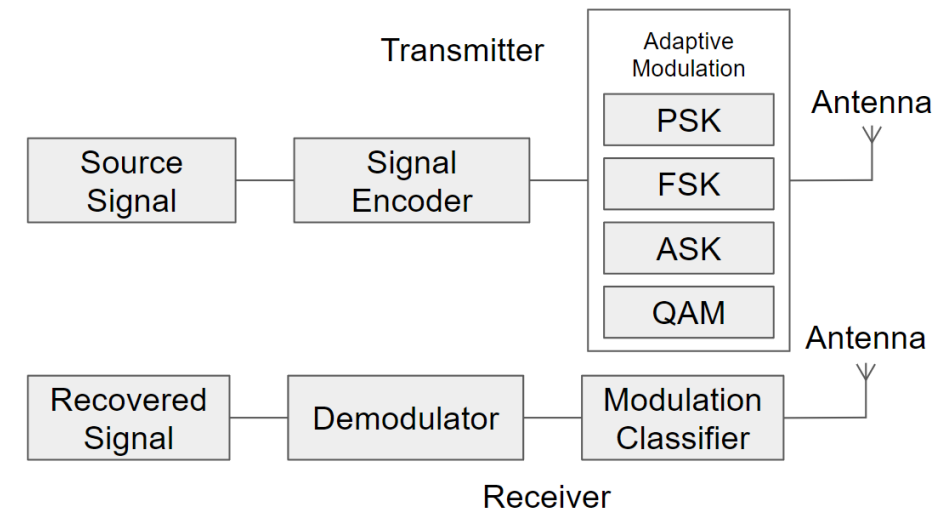 Transmitter
Adaptive
Modulation
Antenna
PSK
Source
Signal
Signal
Encoder
FSK
ASK
QAM
Antenna
Recovered
Signal
Demodulator
Modulation
Classifier
Receiver